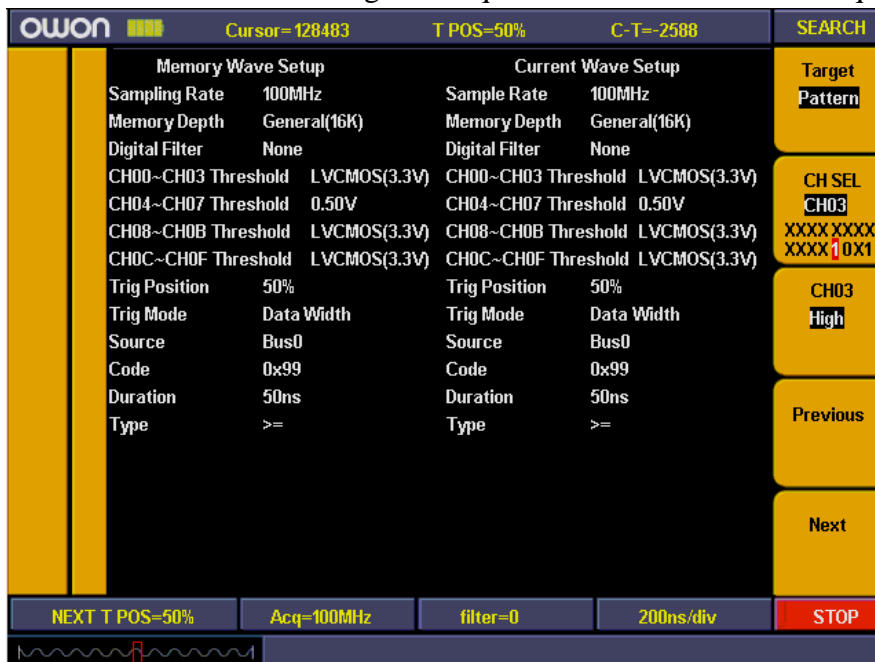 owon Cursor=128483 T POS=50% C-T=-2588 SEARCH
Memory Wave Setup Current Wave Setup
Sampling Rate 100MHz Sample Rate 100MHz
Memory Depth General(16K) Memory Depth General(16K)
Digital Filter None Digital Filter None
CH00~CH03 Threshold LVCMOS(3.3V) CH00~CH03 Threshold LVCMOS(3.3V)
CH04~CH07 Threshold 0.50V CH04~CH07 Threshold 0.50V
CH08~CH0B Threshold LVCMOS(3.3V) CH08~CH0B Threshold LVCMOS(3.3V)
CH0C~CH0F Threshold LVCMOS(3.3V) CH0C~CH0F Threshold LVCMOS(3.3V)
Trig Position 50% Trig Position 50%
Trig Mode Data Width Trig Mode Data Width
Source Bus0 Source Bus0
Code 0x99 Code 0x99
Duration 50ns Duration 50ns
Type >= Type >=
Target
Pattern
CH SEL
CH03
XXXX XXXX
XXXX 1 0X1
CH03
High
Previous
Next
NEXT T POS=50% Acq=100MHz filter=0 200ns/div STOP